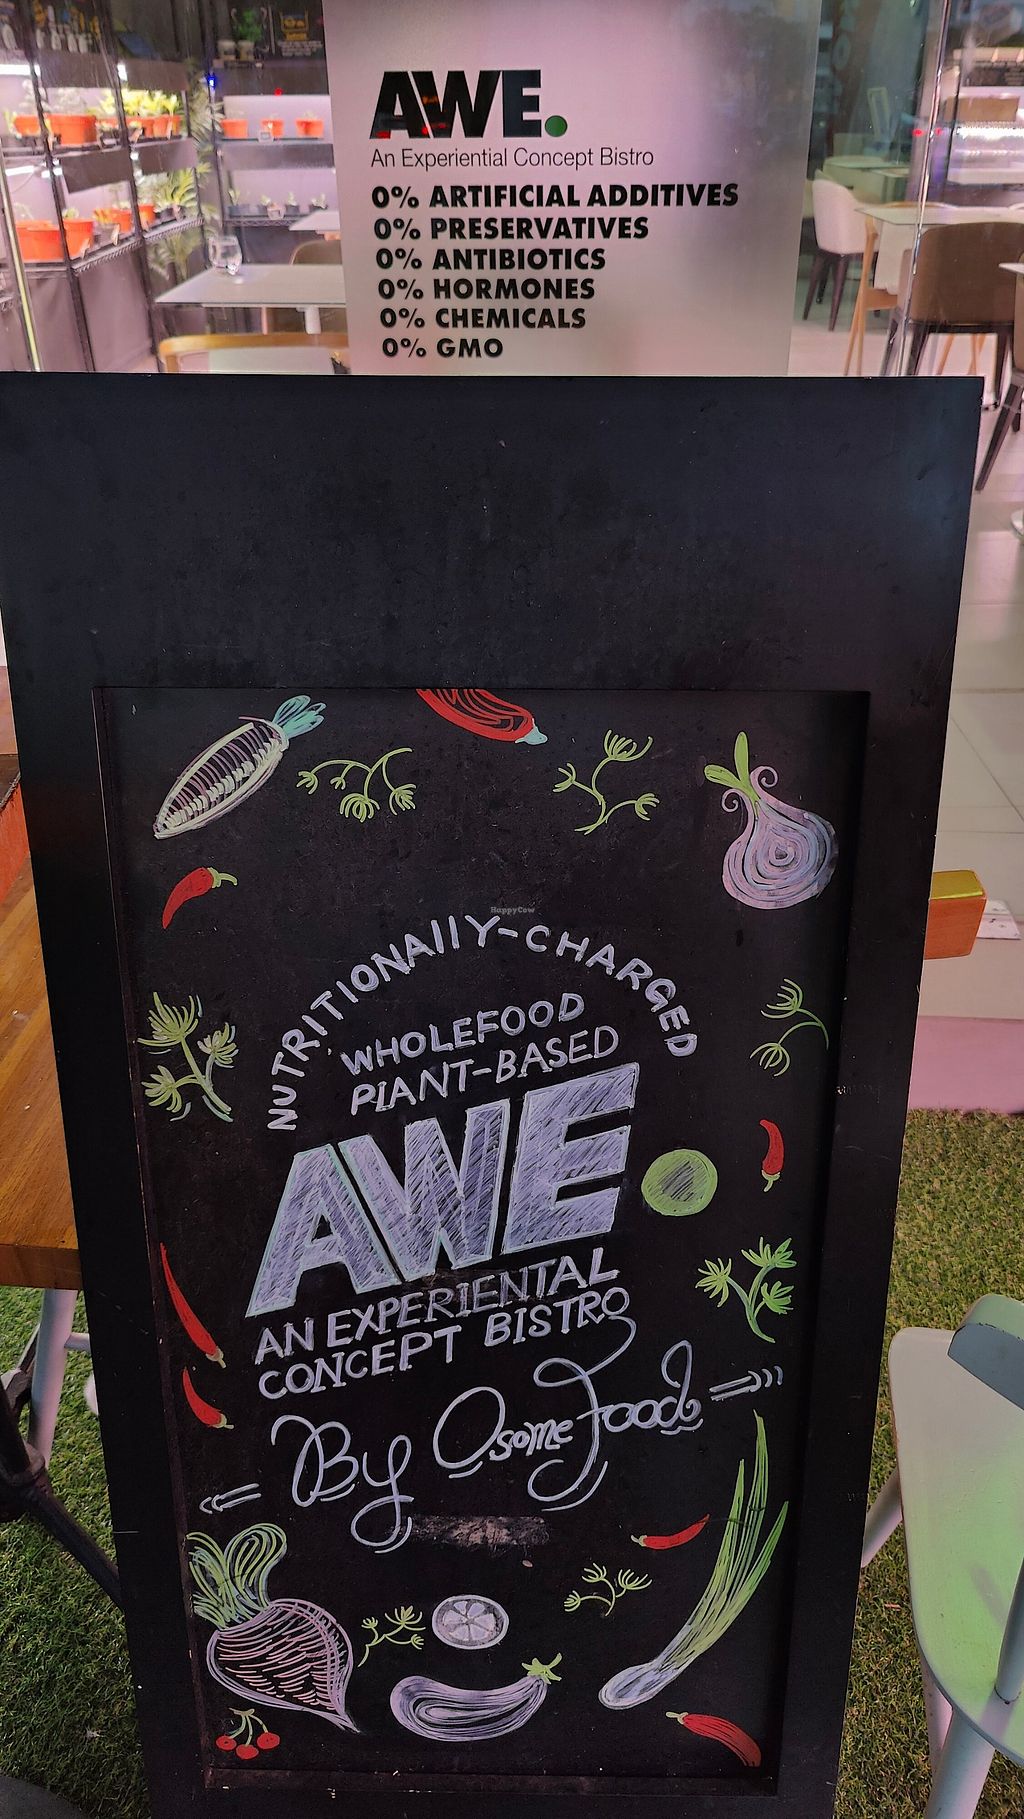 AWE.
An Experiential Concept Bistro
0% ARTIFICIAL ADDITIVES
0% PRESERVATIVES
0% ANTIBIOTICS
0% HORMONES
0% CHEMICALS
0% GMO
HappyCow
NUTRITIONAllY-CHARGED
WHOLEFOOD
PlANT-BASED
AWE.
AN EXPERIENTAL
CONCEPT BISTRO
By Osome Food